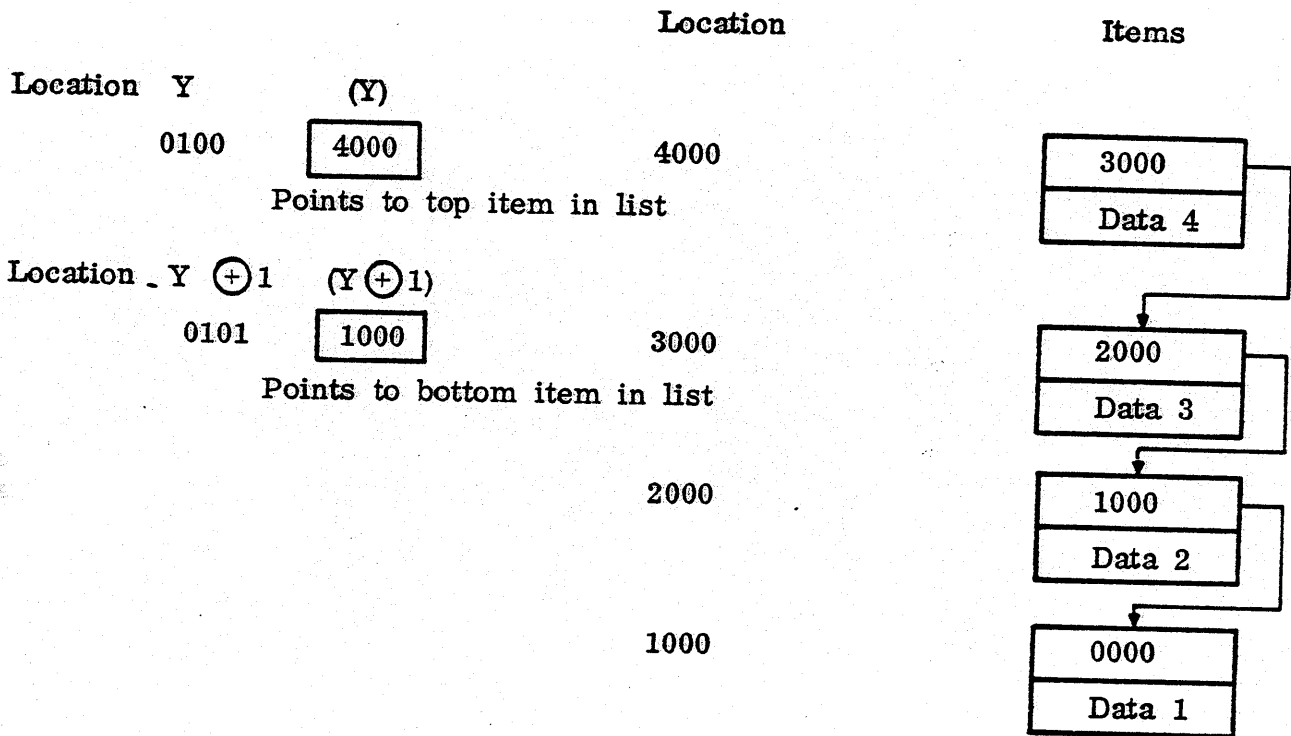 Location Items
Location Y (Y)
0100 4000 4000 3000
Points to top item in list Data 4
Location Y ⊕ 1 (Y ⊕ 1)
0101 1000 3000 2000
Points to bottom item in list Data 3
2000 1000
Data 2
1000 0000
Data 1